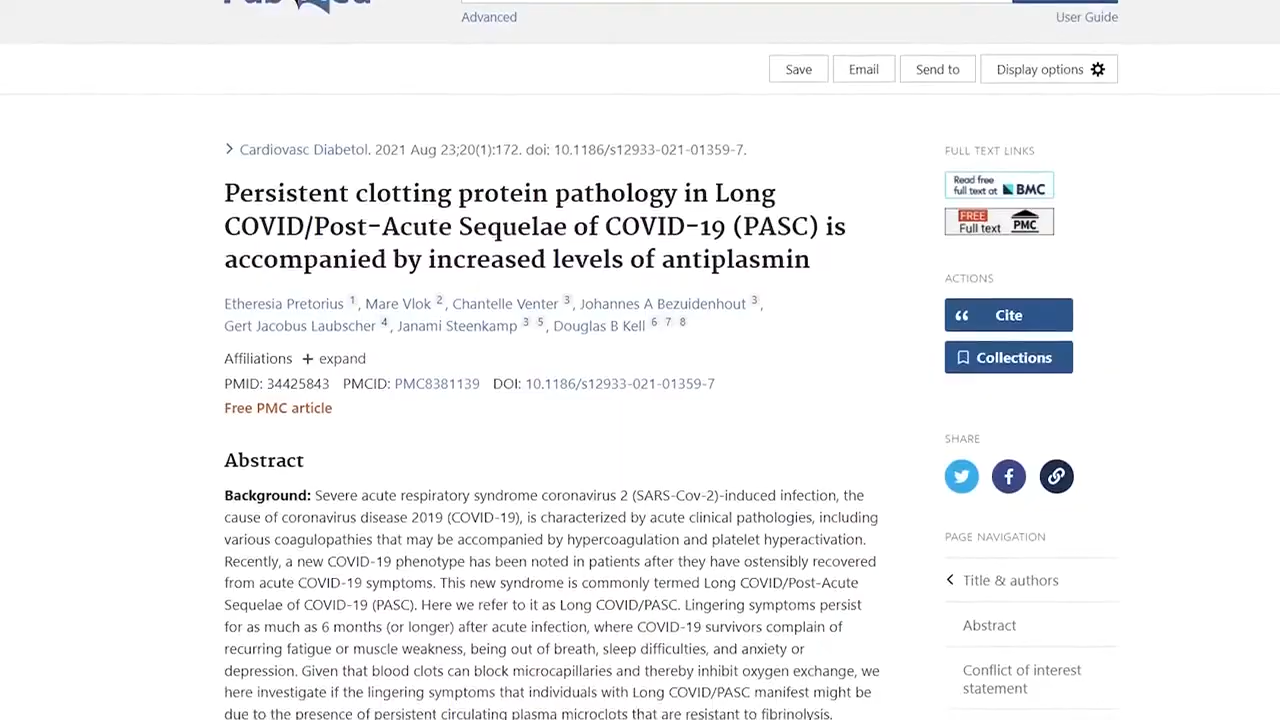 Advanced
User Guide
Save
Email
Send to
Display options
Cardiovasc Diabetol. 2021 Aug 23;20(1):172. doi: 10.1186/s12933-021-01359-7.
Persistent clotting protein pathology in Long
COVID/Post-Acute Sequelae of COVID-19 (PASC) is
accompanied by increased levels of antiplasmin
Etheresia Pretorius 1, Mare Vlok 2, Chantelle Venter 3, Johannes A Bezuidenhout 3,
Gert Jacobus Laubscher 4, Janami Steenkamp 3 5, Douglas B Kell 6 7 8
Affiliations + expand
PMID: 34425843 PMCID: PMC8381139 DOI: 10.1186/s12933-021-01359-7
Free PMC article
Abstract
Background: Severe acute respiratory syndrome coronavirus 2 (SARS-Cov-2)-induced infection, the
cause of coronavirus disease 2019 (COVID-19), is characterized by acute clinical pathologies, including
various coagulopathies that may be accompanied by hypercoagulation and platelet hyperactivation.
Recently, a new COVID-19 phenotype has been noted in patients after they have ostensibly recovered
from acute COVID-19 symptoms. This new syndrome is commonly termed Long COVID/Post-Acute
Sequelae of COVID-19 (PASC). Here we refer to it as Long COVID/PASC. Lingering symptoms persist
for as much as 6 months (or longer) after acute infection, where COVID-19 survivors complain of
recurring fatigue or muscle weakness, being out of breath, sleep difficulties, and anxiety or
depression. Given that blood clots can block microcapillaries and thereby inhibit oxygen exchange, we
here investigate if the lingering symptoms that individuals with Long COVID/PASC manifest might be
due to the presence of persistent circulating plasma microclots that are resistant to fibrinolysis.
FULL TEXT LINKS
Read free
full text at BMC
FREE
Full text PMC
ACTIONS
Cite
Collections
SHARE
PAGE NAVIGATION
Title & authors
Abstract
Conflict of interest
statement